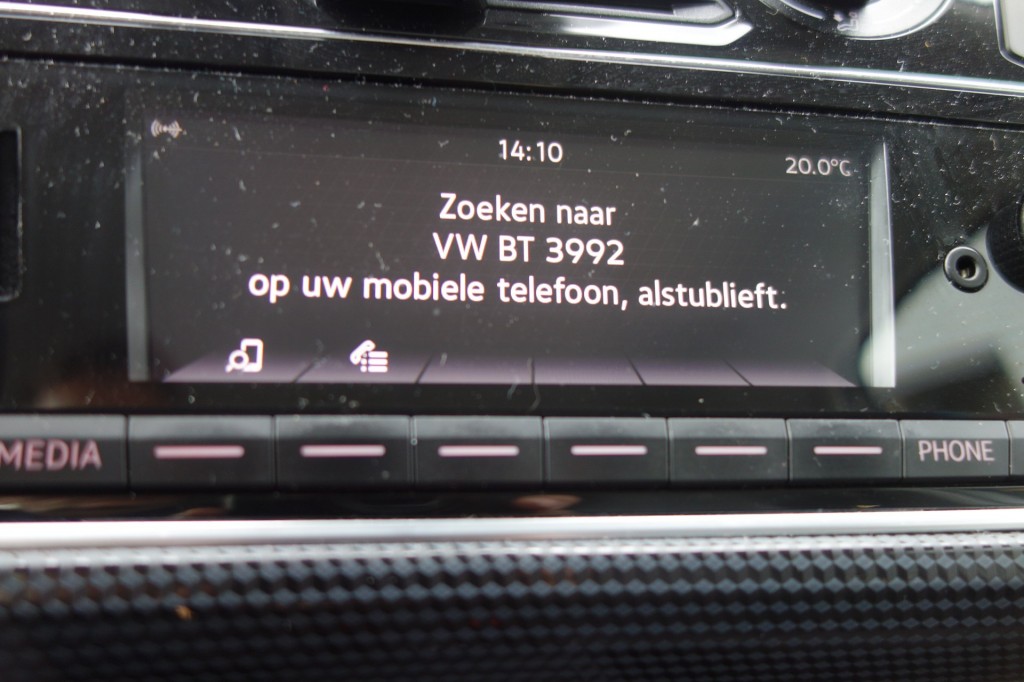 14:10
20.0°C
Zoeken naar
VW BT 3992
op uw mobiele telefoon, alstublieft.
MEDIA
PHONE